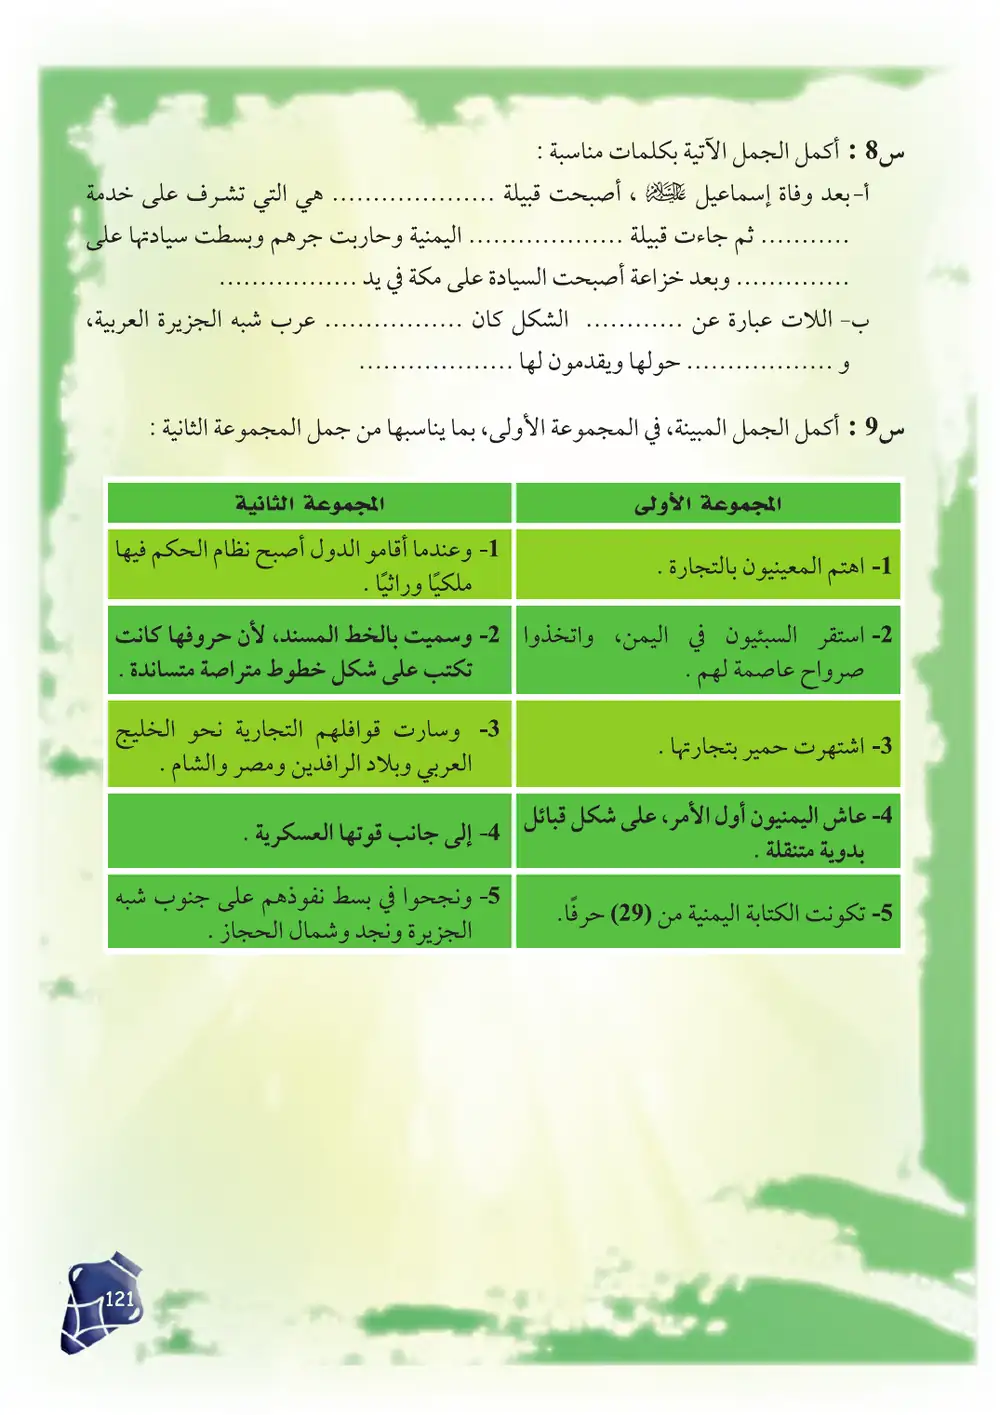 س8 : أكمل الجمل الآتية بكلمات مناسبة :
أ- بعد وفاة إسماعيل عليه السلام ، أصبحت قبيلة .................... هي التي تشرف على خدمة
........... ثم جاءت قبيلة ................... اليمنية وحاربت جرهم وبسطت سيادتها على
.............. وبعد خزاعة أصبحت السيادة على مكة في يد .................
ب- اللات عبارة عن ............ الشكل كان ................. عرب شبه الجزيرة العربية،
و .................. حولها ويقدمون لها ...................
س9 : أكمل الجمل المبينة، في المجموعة الأولى، بما يناسبها من جمل المجموعة الثانية :
المجموعة الأولى
المجموعة الثانية
1- اهتم المعينيون بالتجارة .
1- وعندما أقامو الدول أصبح نظام الحكم فيها
ملكيًا وراثيًا .
2- استقر السبئيون في اليمن، واتخذوا
صرواح عاصمة لهم .
2- وسميت بالخط المسند، لأن حروفها كانت
تكتب على شكل خطوط متراصة متساندة .
3- اشتهرت حمير بتجارتها .
3- وسارت قوافلهم التجارية نحو الخليج
العربي وبلاد الرافدين ومصر والشام .
4- عاش اليمنيون أول الأمر، على شكل قبائل
بدوية متنقلة .
4- إلى جانب قوتها العسكرية .
5- تكونت الكتابة اليمنية من (29) حرفًا.
5- ونجحوا في بسط نفوذهم على جنوب شبه
الجزيرة ونجد وشمال الحجاز .
121